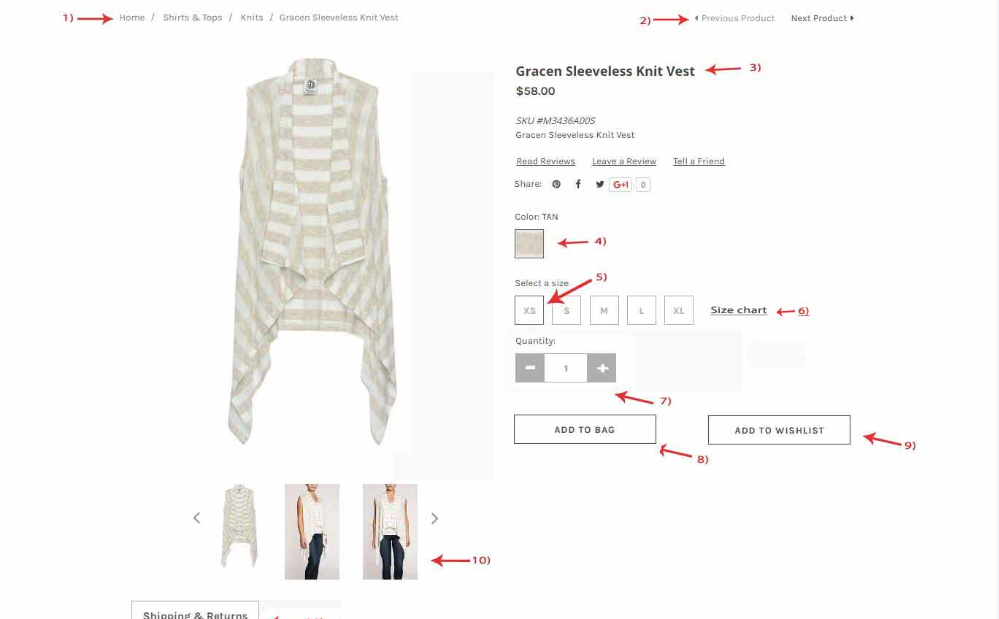 1) Home / Shirts & Tops / Knits / Gracen Sleeveless Knit Vest
2) Previous Product Next Product
Gracen Sleeveless Knit Vest 3)
$58.00
SKU #M3436A00S
Gracen Sleeveless Knit Vest
Read Reviews Leave a Review Tell a Friend
Share: G+1 0
Color: TAN
4)
Select a size 5)
XS S M L XL Size chart 6)
Quantity:
- 1 +
7)
ADD TO BAG ADD TO WISHLIST
8) 9)
10)
Shipping & Returns